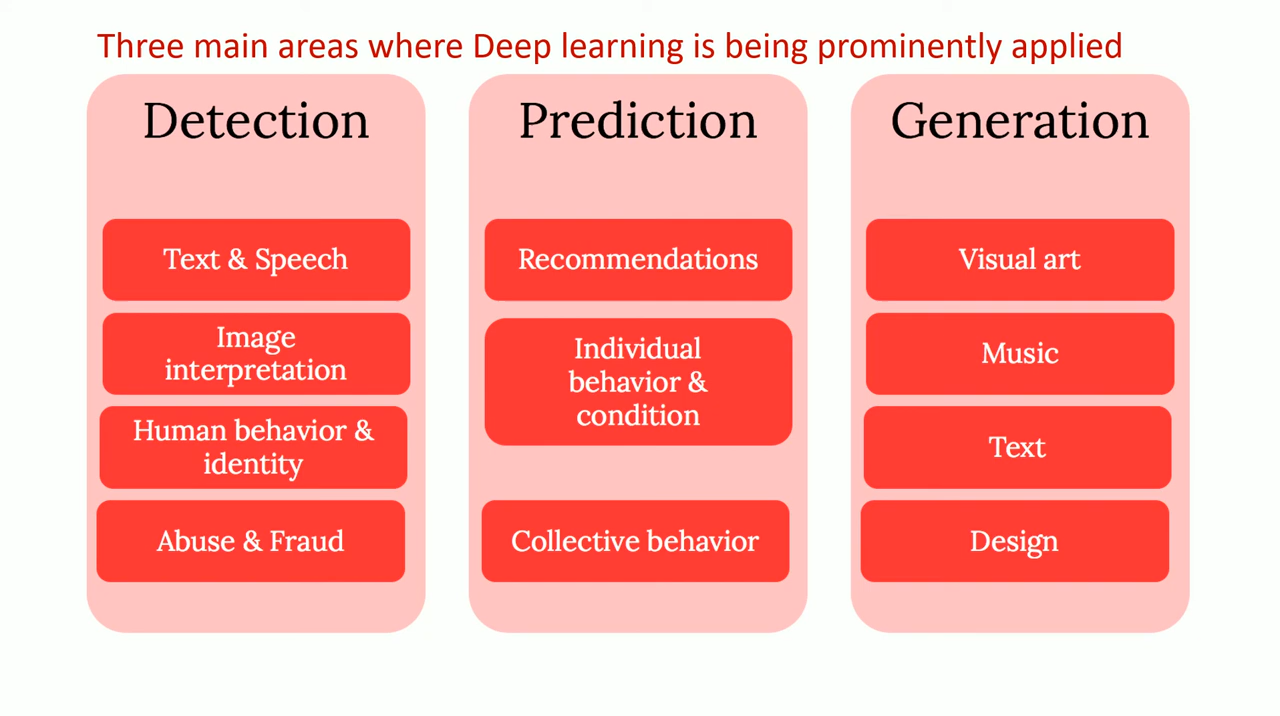 Three main areas where Deep learning is being prominently applied
Detection
Text & Speech
Image
interpretation
Human behavior &
identity
Abuse & Fraud
Prediction
Recommendations
Individual
behavior &
condition
Collective behavior
Generation
Visual art
Music
Text
Design